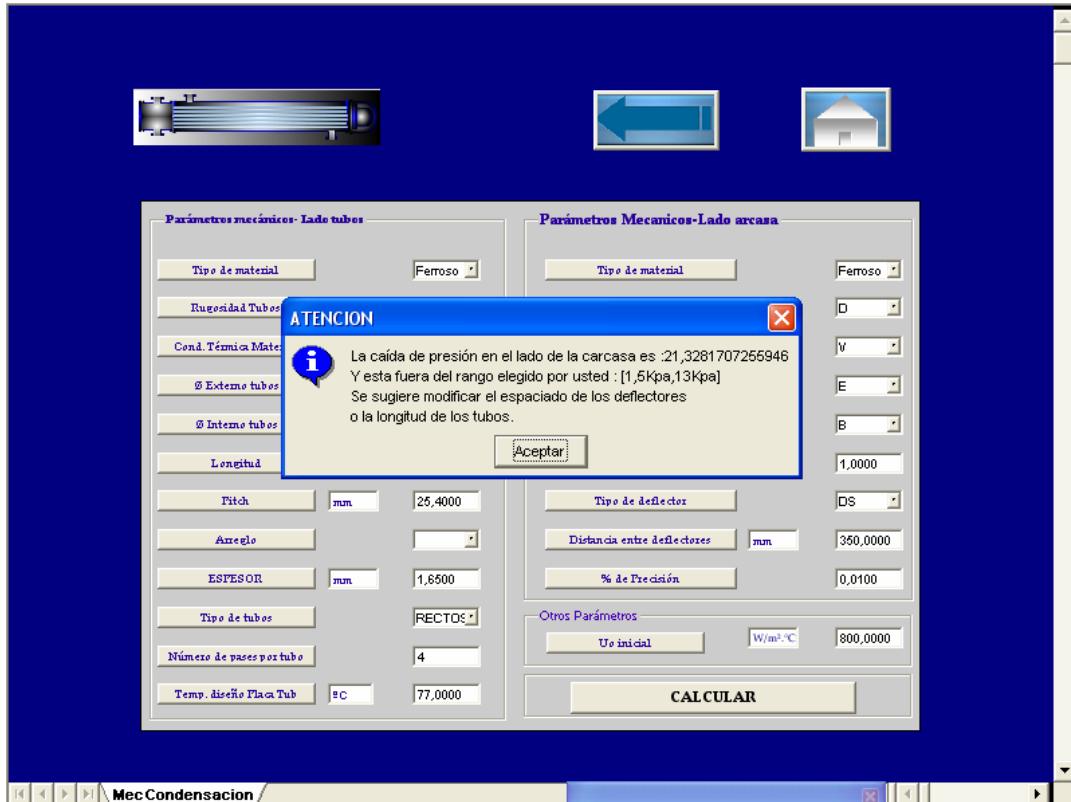 Parámetros mecánicos- Lado tubos
Parámetros Mecanicos-Lado arcasa
Tipo de material
Ferroso
Tipo de material
Ferroso
Rugosidad Tubos
D
Cond. Térmica Mater
V
Ø Externo tubos
E
Ø Interno tubos
B
Longitud
1,0000
ATENCION
La caída de presión en el lado de la carcasa es :21,3281707255946
Y esta fuera del rango elegido por usted : [1,5Kpa,13Kpa]
Se sugiere modificar el espaciado de los deflectores
o la longitud de los tubos.
Aceptar
Pitch
mm
25,4000
Tipo de deflector
DS
Arreglo
Distancia entre deflectores
mm
350,0000
ESPESOR
mm
1,6500
% de Precisión
0,0100
Tipo de tubos
RECTOS
Otros Parámetros
Uo inicial
W/m².ºC
800,0000
Número de pases por tubo
4
Temp. diseño Placa Tub
ºC
77,0000
CALCULAR
Mec Condensacion